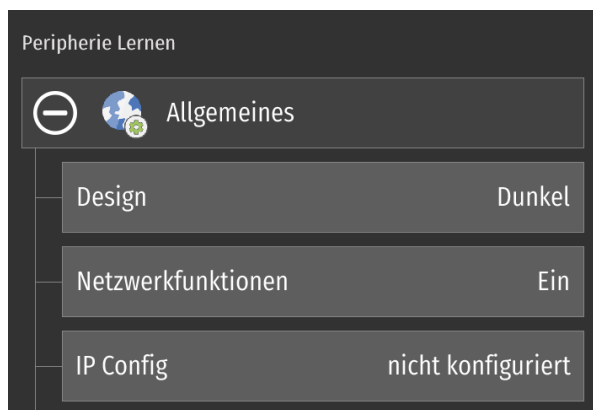 Peripherie Lernen
Allgemeines
Design Dunkel
Netzwerkfunktionen Ein
IP Config nicht konfiguriert